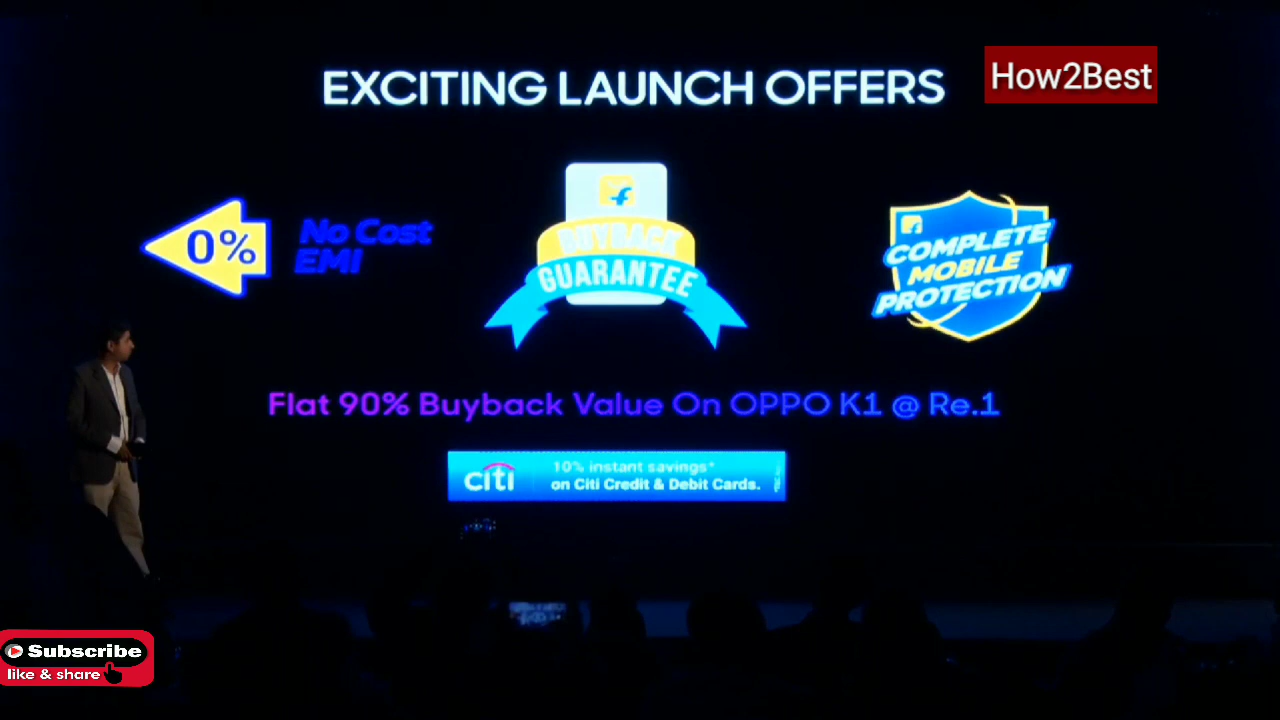 EXCITING LAUNCH OFFERS
How2Best
0%
No Cost
EMI
BUYBACK
GUARANTEE
COMPLETE
MOBILE
PROTECTION
Flat 90% Buyback Value On OPPO K1 @ Re.1
citi
10% instant savings*
on Citi Credit & Debit Cards.
Subscribe
like & share